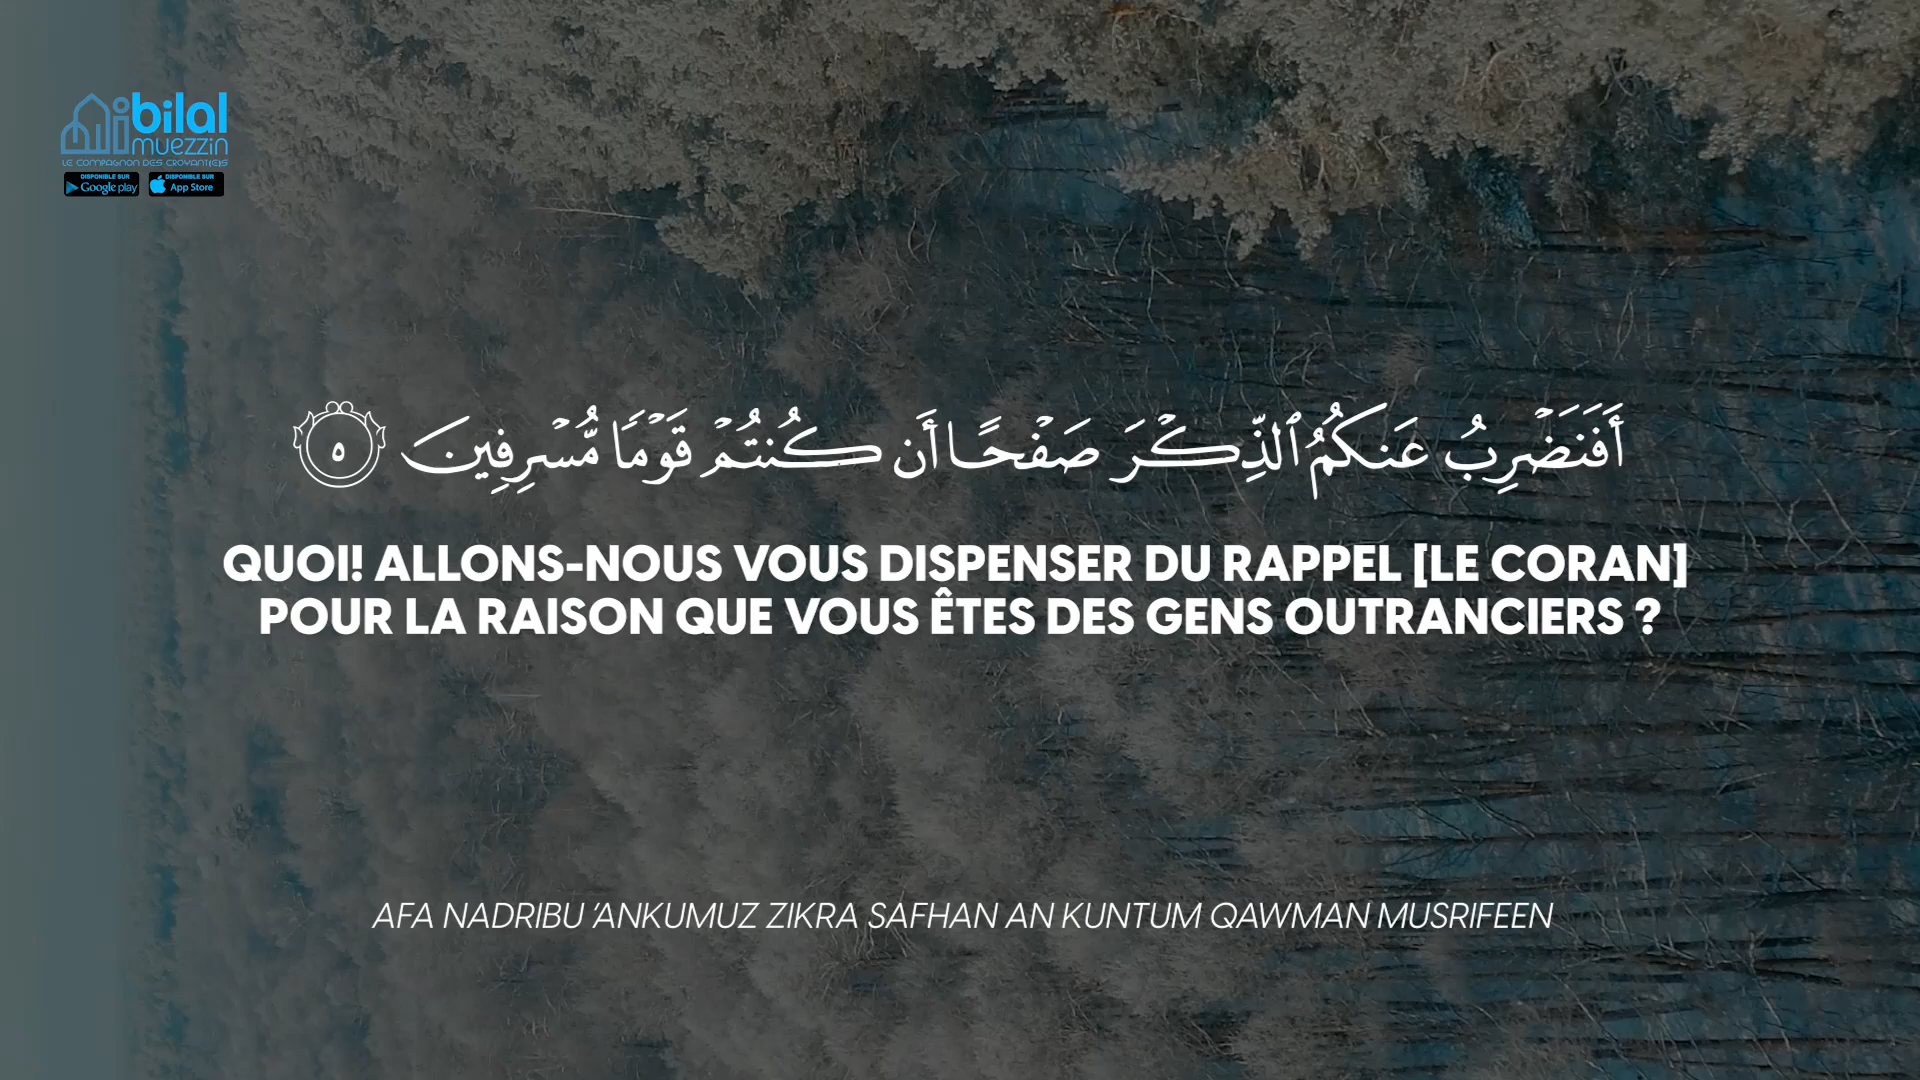 bilal
muezzin
LE COMPAGNON DES CROYANT(E)S
DISPONIBLE SUR
Google play
DISPONIBLE SUR
App Store
أَفَنَضْرِبُ عَنكُمُ ٱلذِّكْرَ صَفْحًا أَن كُنتُمْ قَوْمًا مُّسْرِفِينَ ٥
QUOI! ALLONS-NOUS VOUS DISPENSER DU RAPPEL [LE CORAN]
POUR LA RAISON QUE VOUS ÊTES DES GENS OUTRANCIERS ?
AFA NADRIBU 'ANKUMUZ ZIKRA SAFHAN AN KUNTUM QAWMAN MUSRIFEEN